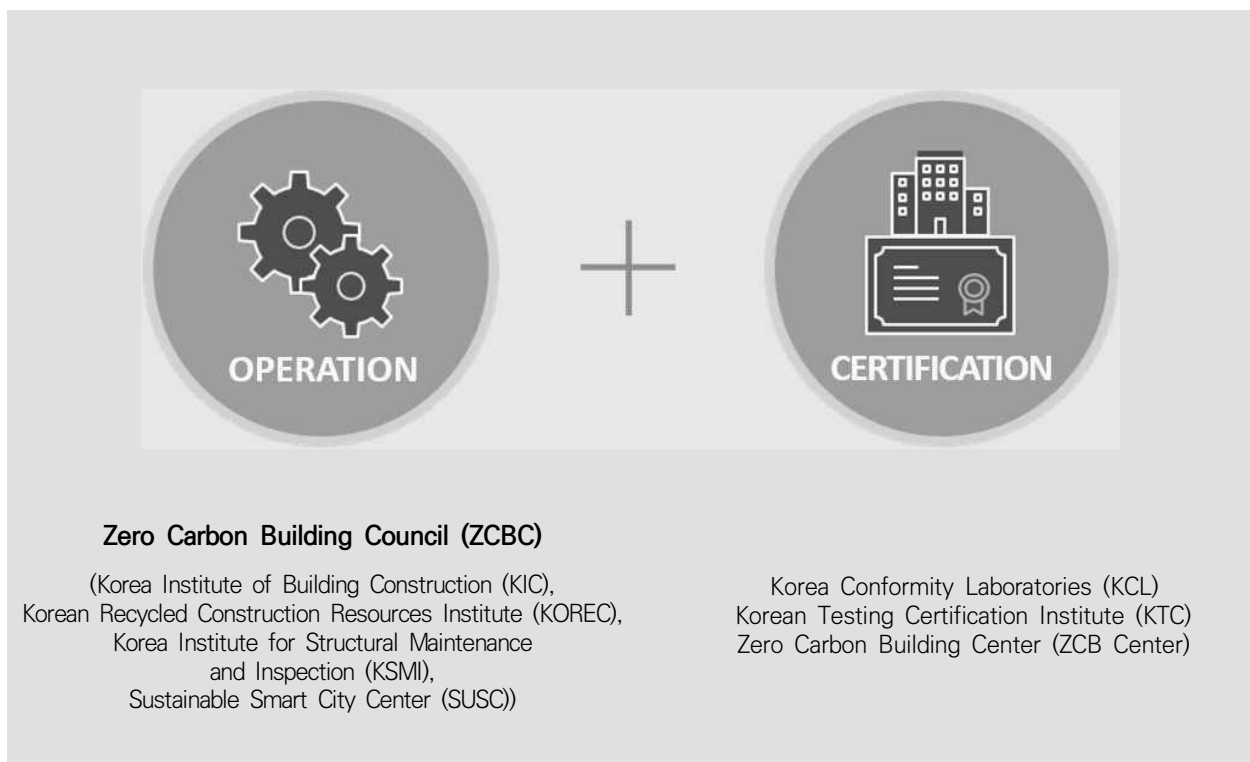 OPERATION
CERTIFICATION
Zero Carbon Building Council (ZCBC)
(Korea Institute of Building Construction (KIC),
Korean Recycled Construction Resources Institute (KOREC),
Korea Institute for Structural Maintenance
and Inspection (KSMI),
Sustainable Smart City Center (SUSC))
Korea Conformity Laboratories (KCL)
Korean Testing Certification Institute (KTC)
Zero Carbon Building Center (ZCB Center)